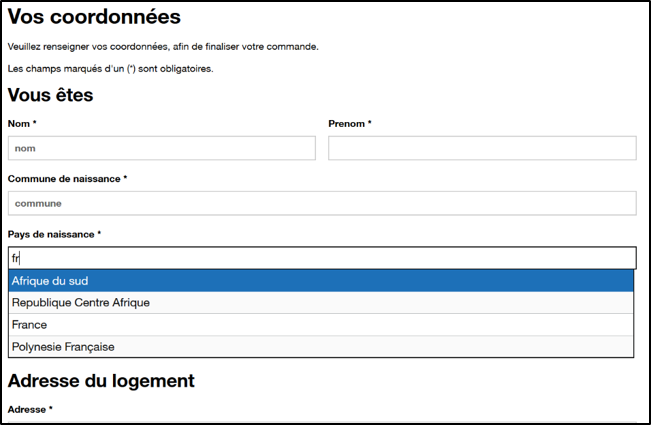 Vos coordonnées
Veuillez renseigner vos coordonnées, afin de finaliser votre commande.
Les champs marqués d'un (*) sont obligatoires.
Vous êtes
Nom * Prenom *
nom
Commune de naissance *
commune
Pays de naissance *
fr
Afrique du sud
Republique Centre Afrique
France
Polynesie Française
Adresse du logement
Adresse *